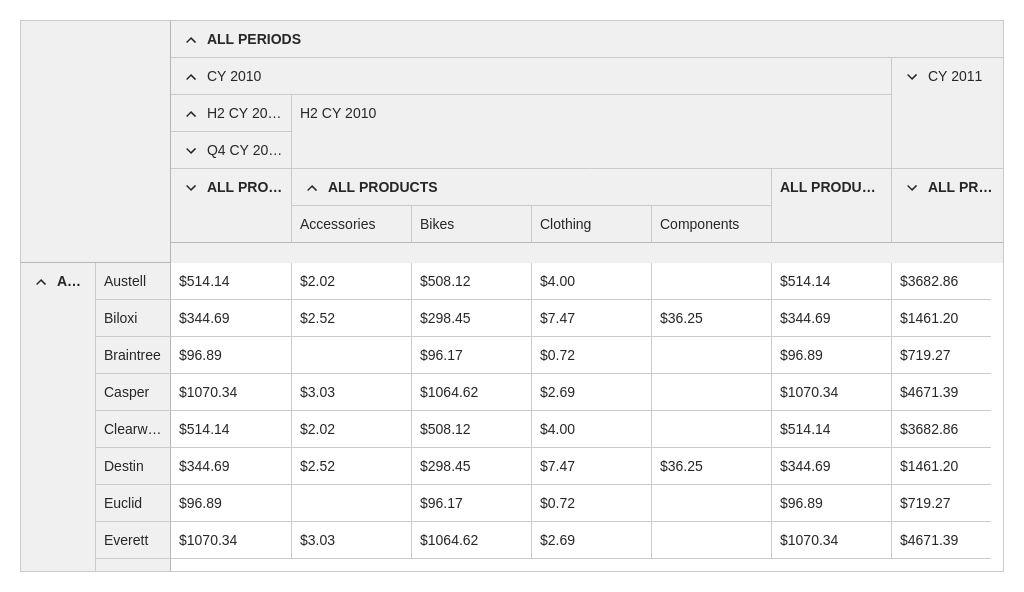 ALL PERIODS
CY 2010 CY 2011
H2 CY 20… H2 CY 2010
Q4 CY 20…
ALL PRO… ALL PRODUCTS ALL PRODU… ALL PR…
Accessories Bikes Clothing Components
A… Austell $514.14 $2.02 $508.12 $4.00 $514.14 $3682.86
Biloxi $344.69 $2.52 $298.45 $7.47 $36.25 $344.69 $1461.20
Braintree $96.89 $96.17 $0.72 $96.89 $719.27
Casper $1070.34 $3.03 $1064.62 $2.69 $1070.34 $4671.39
Clearw… $514.14 $2.02 $508.12 $4.00 $514.14 $3682.86
Destin $344.69 $2.52 $298.45 $7.47 $36.25 $344.69 $1461.20
Euclid $96.89 $96.17 $0.72 $96.89 $719.27
Everett $1070.34 $3.03 $1064.62 $2.69 $1070.34 $4671.39